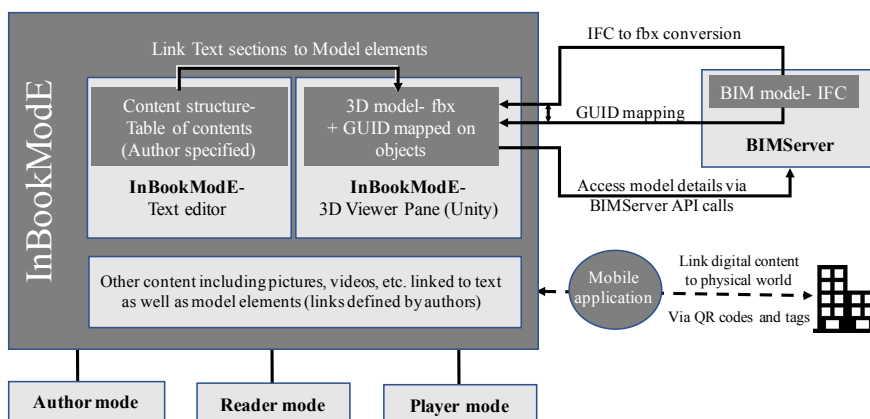 InBookModE
Link Text sections to Model elements
Content structure-
Table of contents
(Author specified)
InBookModE-
Text editor
3D model- fbx
+ GUID mapped on
objects
InBookModE-
3D Viewer Pane (Unity)
Other content including pictures, videos, etc. linked to text
as well as model elements (links defined by authors)
IFC to fbx conversion
GUID mapping
BIM model- IFC
BIMServer
Access model details via
BIMServer API calls
Mobile
application
Link digital content
to physical world
Via QR codes and tags
Author mode
Reader mode
Player mode